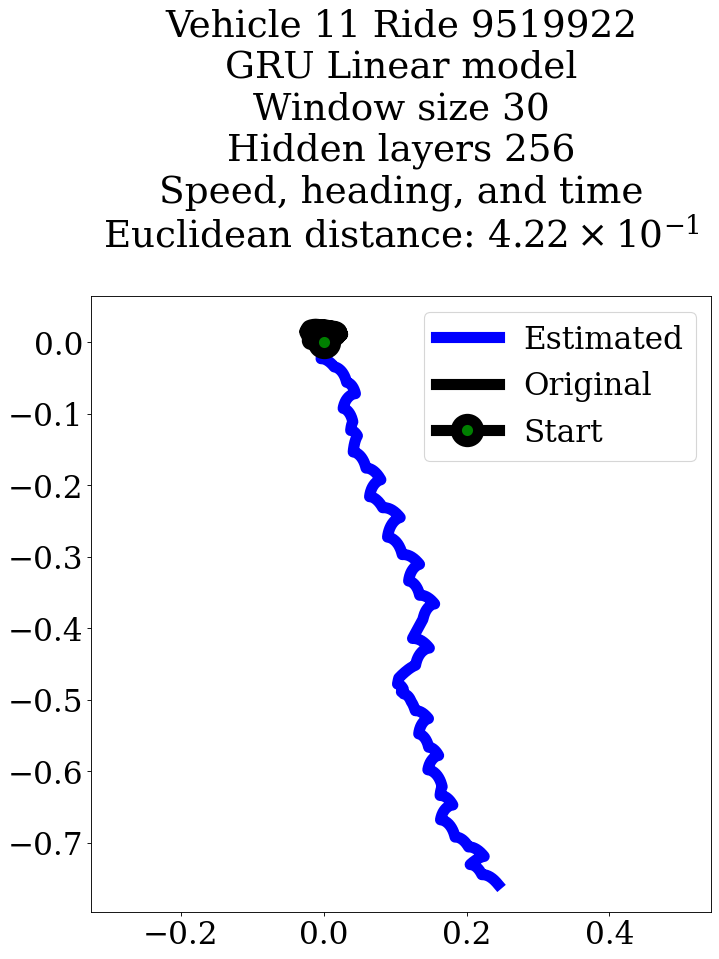 Vehicle 11 Ride 9519922
GRU Linear model
Window size 30
Hidden layers 256
Speed, heading, and time
Euclidean distance: 4.22 × 10⁻¹
Estimated
Original
Start
0.0
−0.1
−0.2
−0.3
−0.4
−0.5
−0.6
−0.7
−0.2 0.0 0.2 0.4